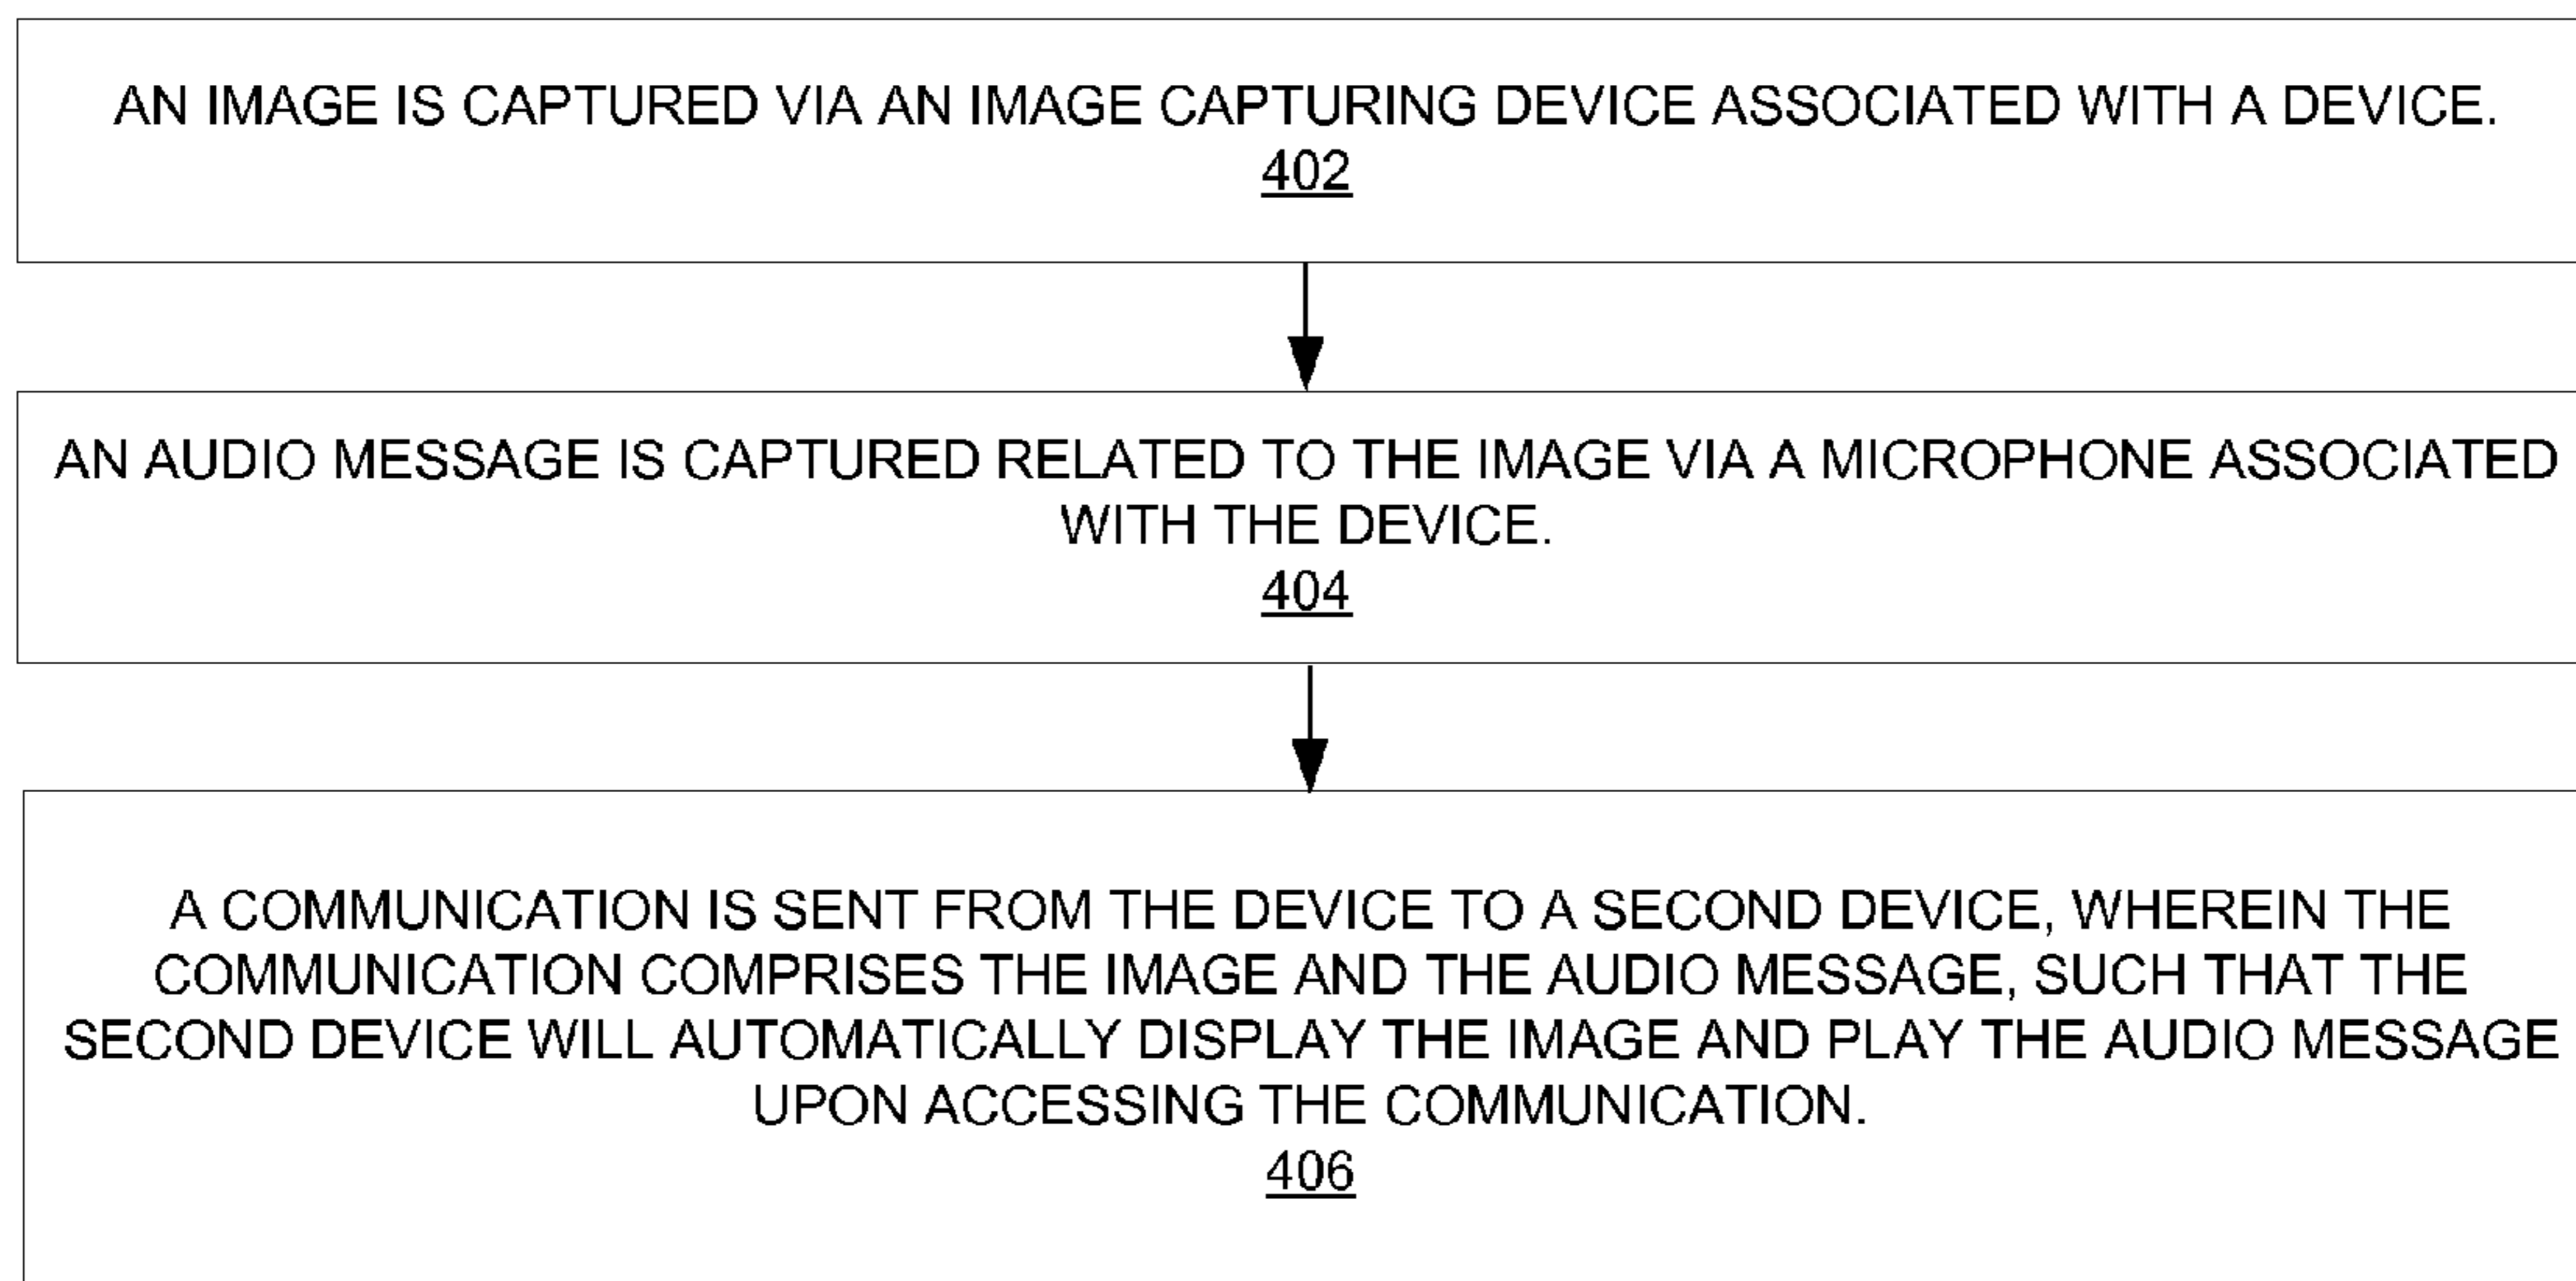 AN IMAGE IS CAPTURED VIA AN IMAGE CAPTURING DEVICE ASSOCIATED WITH A DEVICE.
402
AN AUDIO MESSAGE IS CAPTURED RELATED TO THE IMAGE VIA A MICROPHONE ASSOCIATED
WITH THE DEVICE.
404
A COMMUNICATION IS SENT FROM THE DEVICE TO A SECOND DEVICE, WHEREIN THE
COMMUNICATION COMPRISES THE IMAGE AND THE AUDIO MESSAGE, SUCH THAT THE
SECOND DEVICE WILL AUTOMATICALLY DISPLAY THE IMAGE AND PLAY THE AUDIO MESSAGE
UPON ACCESSING THE COMMUNICATION.
406